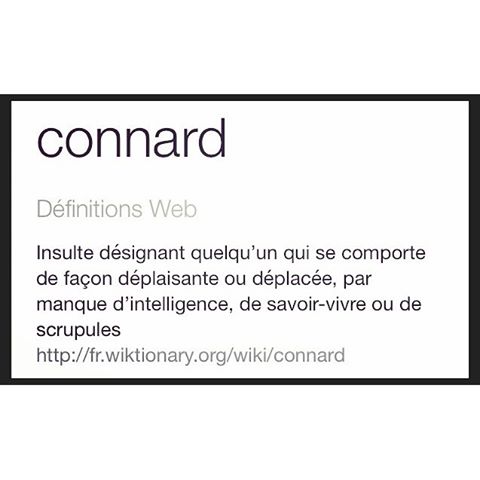 connard
Définitions Web
Insulte désignant quelqu'un qui se comporte
de façon déplaisante ou déplacée, par
manque d'intelligence, de savoir-vivre ou de
scrupules
http://fr.wiktionary.org/wiki/connard